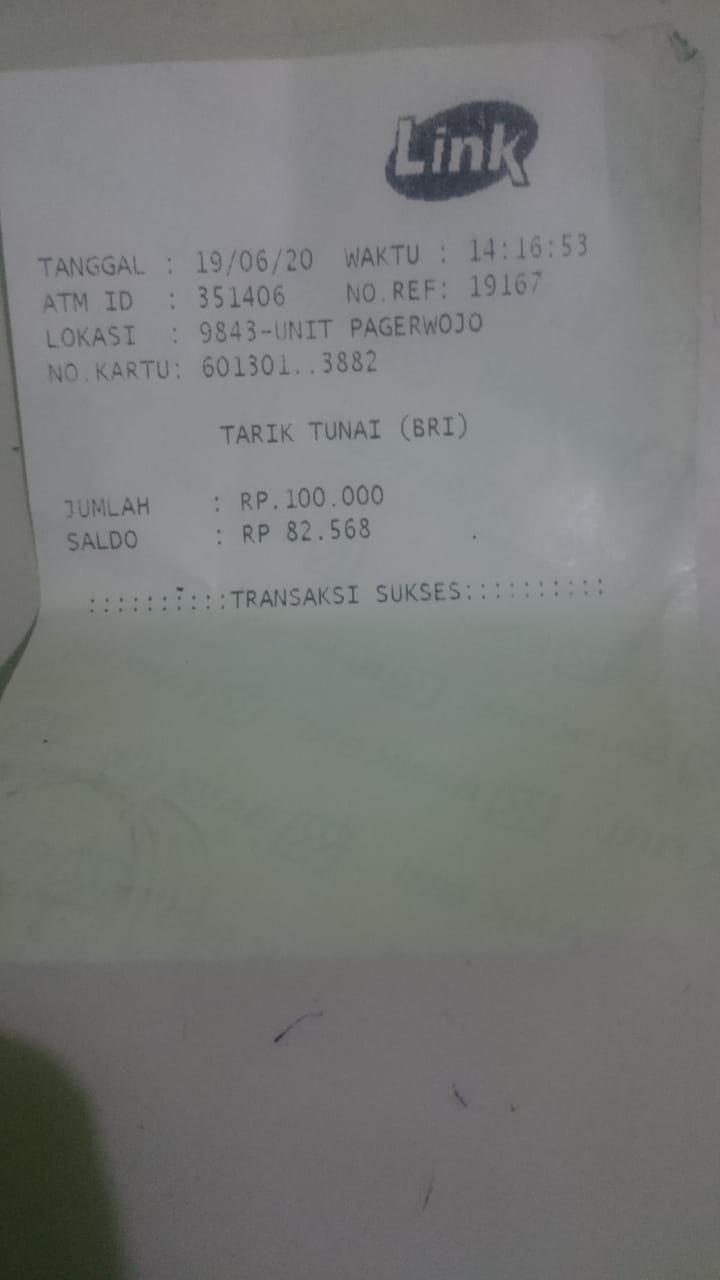 Link
TANGGAL : 19/06/20 WAKTU : 14:16:53
ATM ID : 351406 NO.REF: 19167
LOKASI : 9843-UNIT PAGERWOJO
NO.KARTU: 601301..3882
TARIK TUNAI (BRI)
JUMLAH : RP.100.000
SALDO : RP 82.568
::::::::::TRANSAKSI SUKSES::::::::::